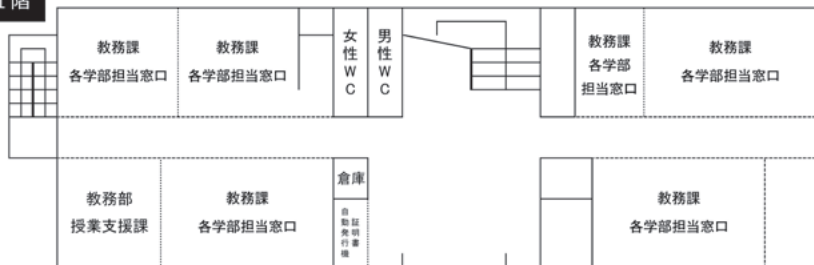 階
教務課
各学部担当窓口
教務課
各学部担当窓口
女性WC
男性WC
教務課
各学部
担当窓口
教務課
各学部担当窓口
教務部
授業支援課
教務課
各学部担当窓口
倉庫
証明書
自動発行機
教務課
各学部担当窓口